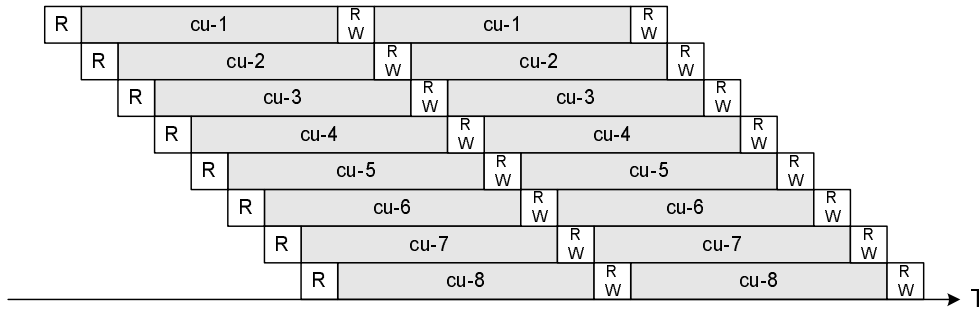 R cu-1 R W cu-1 R W
R cu-2 R W cu-2 R W
R cu-3 R W cu-3 R W
R cu-4 R W cu-4 R W
R cu-5 R W cu-5 R W
R cu-6 R W cu-6 R W
R cu-7 R W cu-7 R W
R cu-8 R W cu-8 R W
T